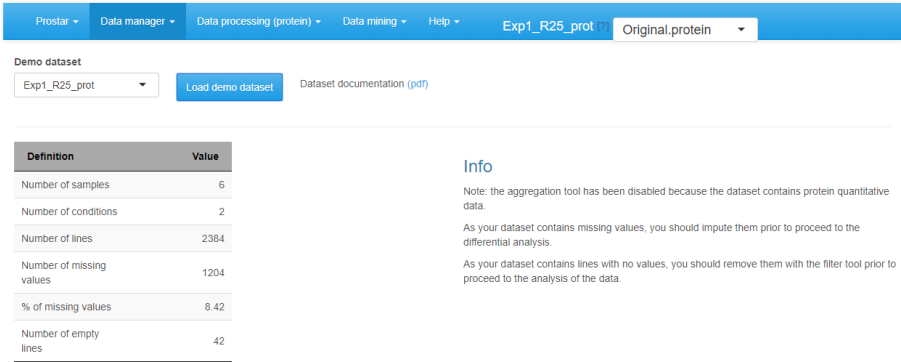 Prostar Data manager Data processing (protein) Data mining Help Exp1_R25_prot [?] Original.protein
Demo dataset
Exp1_R25_prot Load demo dataset Dataset documentation (pdf)
Definition Value
Number of samples 6
Number of conditions 2
Number of lines 2384
Number of missing
values 1204
% of missing values 8.42
Number of empty
lines 42
Info
Note: the aggregation tool has been disabled because the dataset contains protein quantitative
data.
As your dataset contains missing values, you should impute them prior to proceed to the
differential analysis.
As your dataset contains lines with no values, you should remove them with the filter tool prior to
proceed to the analysis of the data.